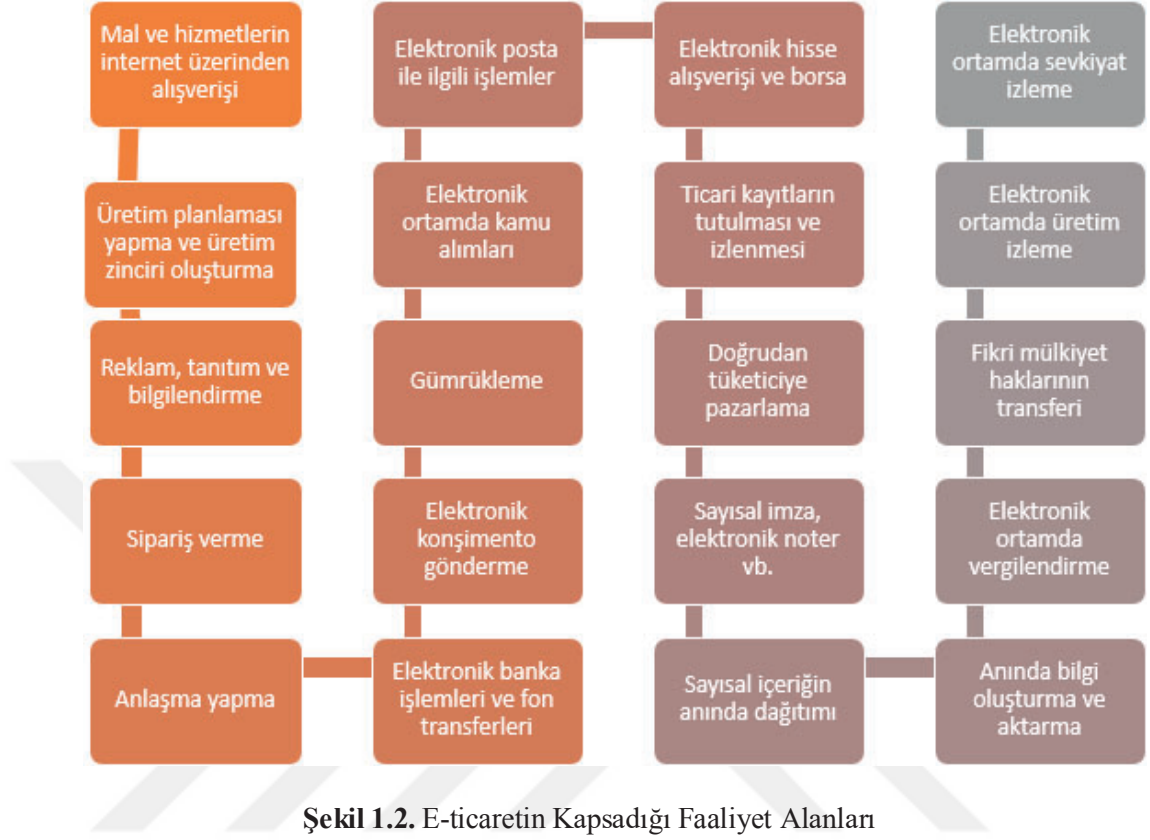 Mal ve hizmetlerin
internet üzerinden
alışverişi
Üretim planlaması
yapma ve üretim
zinciri oluşturma
Reklam, tanıtım ve
bilgilendirme
Sipariş verme
Anlaşma yapma
Elektronik banka
işlemleri ve fon
transferleri
Elektronik
konşimento
gönderme
Gümrükleme
Elektronik
ortamda kamu
alımları
Elektronik posta
ile ilgili işlemler
Elektronik hisse
alışverişi ve borsa
Ticari kayıtların
tutulması ve
izlenmesi
Doğrudan
tüketiciye
pazarlama
Sayısal imza,
elektronik noter
vb.
Sayısal içeriğin
anında dağıtımı
Anında bilgi
oluşturma ve
aktarma
Elektronik
ortamda
vergilendirme
Fikri mülkiyet
haklarının
transferi
Elektronik
ortamda üretim
izleme
Elektronik
ortamda sevkiyat
izleme
Şekil 1.2. E-ticaretin Kapsadığı Faaliyet Alanları